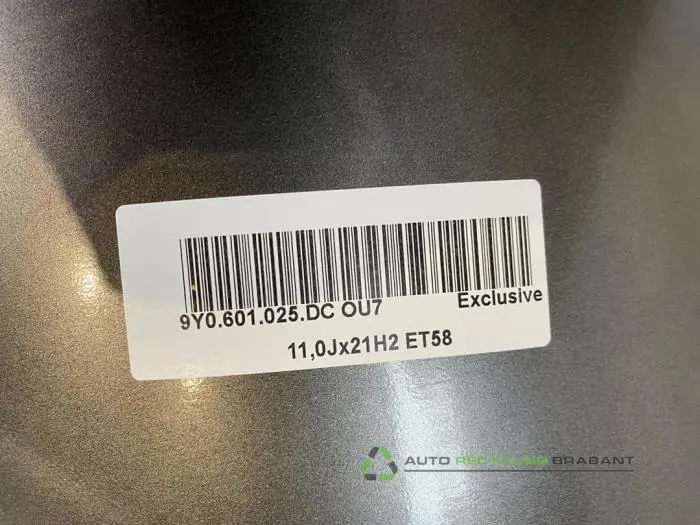 9Y0.601.025.DC OU7 Exclusive
11,0Jx21H2 ET58
AUTO RECYCLING BRABANT